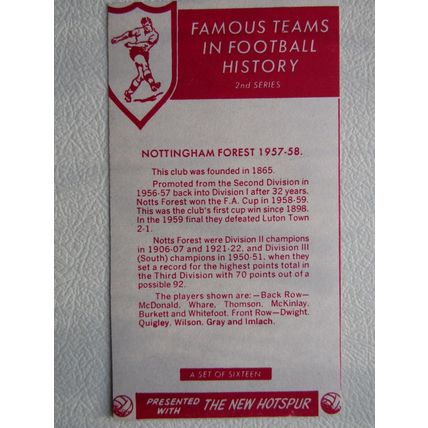 FAMOUS TEAMS
IN FOOTBALL
HISTORY
2nd SERIES
NOTTINGHAM FOREST 1957-58.
This club was founded in 1865.
Promoted from the Second Division in
1956-57 back into Division I after 32 years,
Notts Forest won the F.A. Cup in 1958-59.
This was the club's first cup win since 1898.
In the 1959 final they defeated Luton Town
2-1.
Notts Forest were Division II champions
in 1906-07 and 1921-22, and Division III
(South) champions in 1950-51, when they
set a record for the highest points total in
the Third Division with 70 points out of a
possible 92.
The players shown are:—Back Row—
McDonald, Whare, Thomson, McKinlay,
Burkett and Whitefoot. Front Row—Dwight,
Quigley, Wilson, Gray and Imlach.
A SET OF SIXTEEN
PRESENTED
WITH THE NEW HOTSPUR